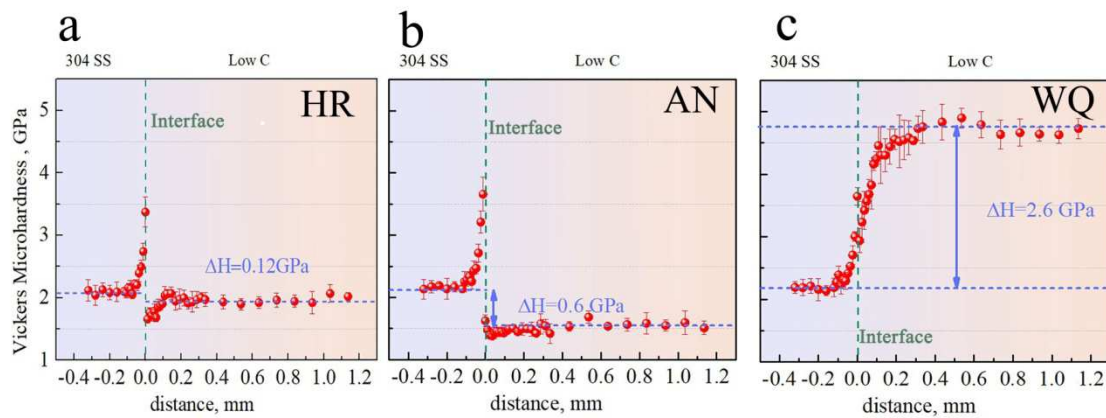 a
304 SS Low C
HR
Interface
ΔH=0.12GPa
Vickers Microhardness , GPa
5
4
3
2
1
-0.4 -0.2 0.0 0.2 0.4 0.6 0.8 1.0 1.2
distance, mm
b
304 SS Low C
AN
Interface
ΔH=0.6 GPa
-0.4 -0.2 0.0 0.2 0.4 0.6 0.8 1.0 1.2
distance, mm
c
304 SS Low C
WQ
ΔH=2.6 GPa
Interface
-0.4 -0.2 0.0 0.2 0.4 0.6 0.8 1.0 1.2
distance, mm